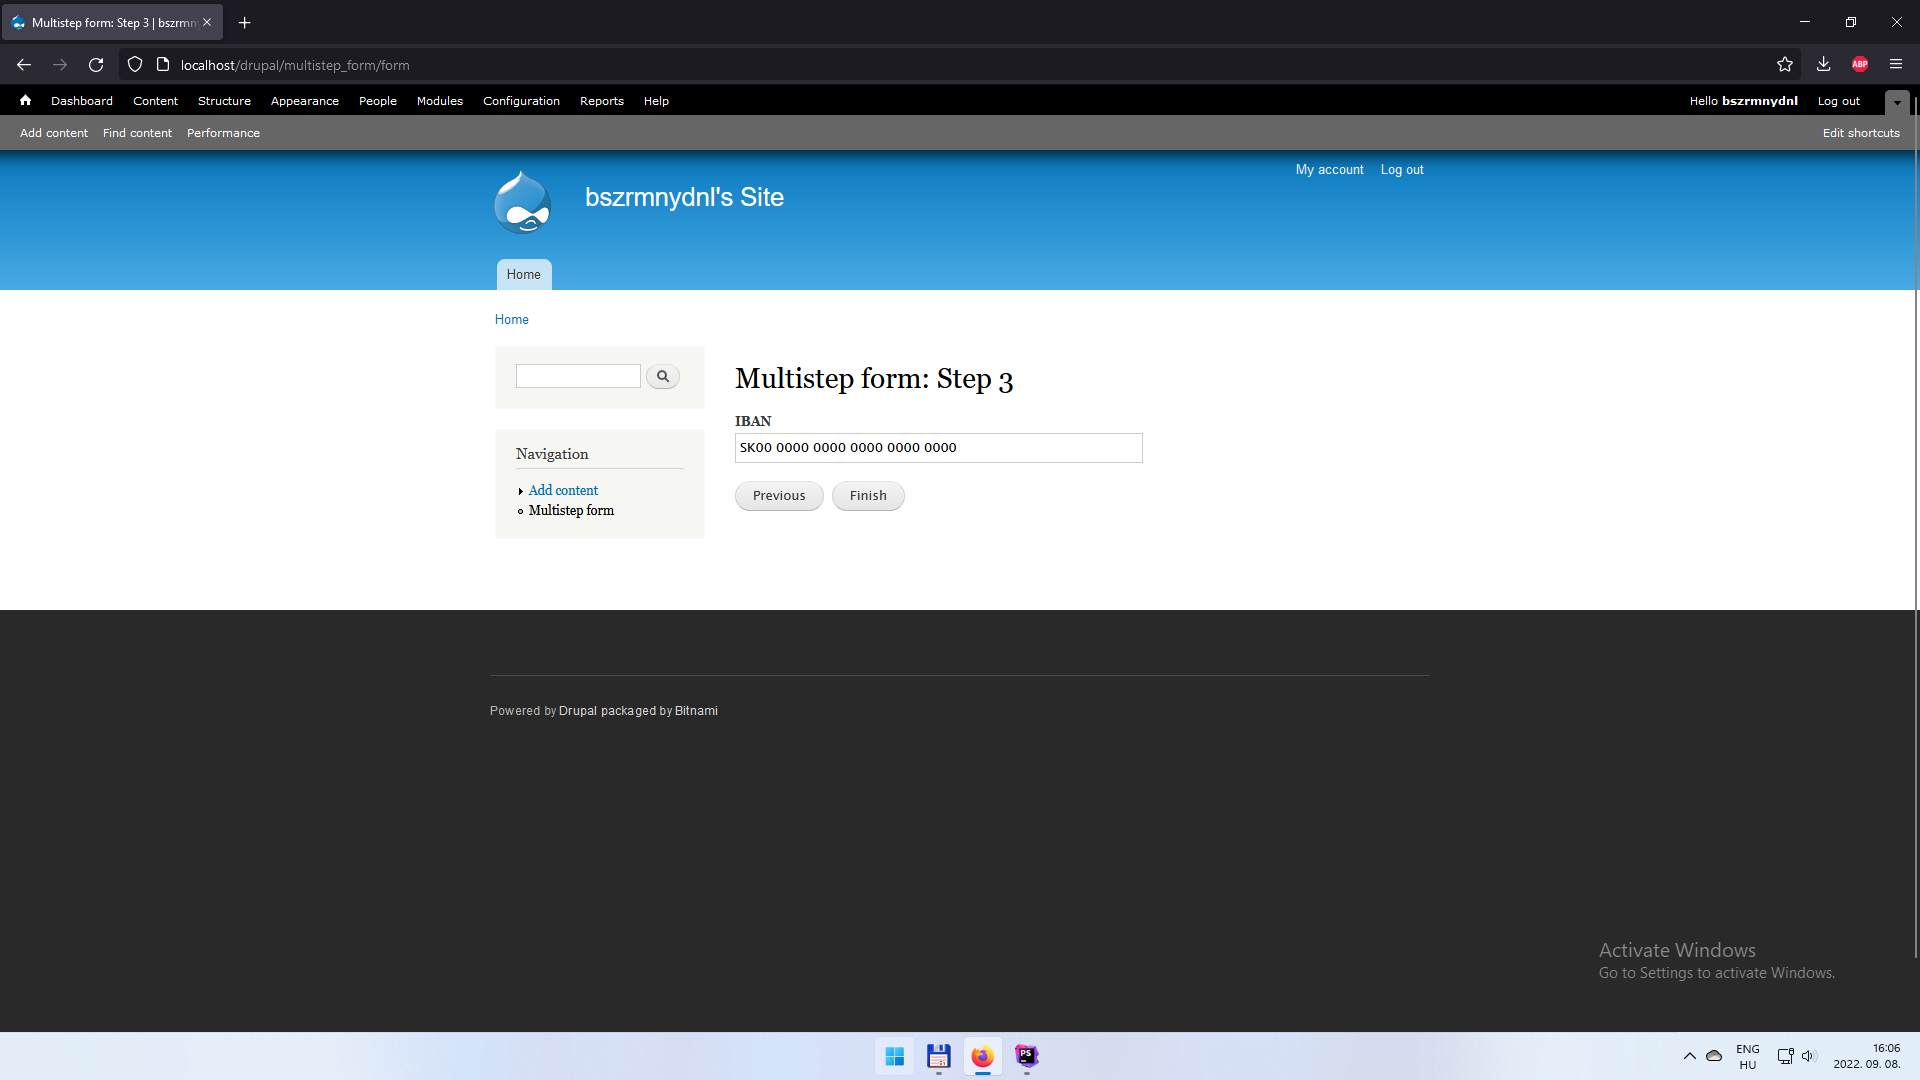 Multistep form: Step 3 | bszrmny
localhost/drupal/multistep_form/form
ABP
Dashboard Content Structure Appearance People Modules Configuration Reports Help
Hello bszrmnydnl Log out
Add content Find content Performance
Edit shortcuts
My account Log out
bszrmnydnl's Site
Home
Home
Multistep form: Step 3
IBAN
SK00 0000 0000 0000 0000 0000
Previous Finish
Navigation
Add content
Multistep form
Powered by Drupal packaged by Bitnami
Activate Windows
Go to Settings to activate Windows.
PS
ENG
HU
16:06
2022. 09. 08.